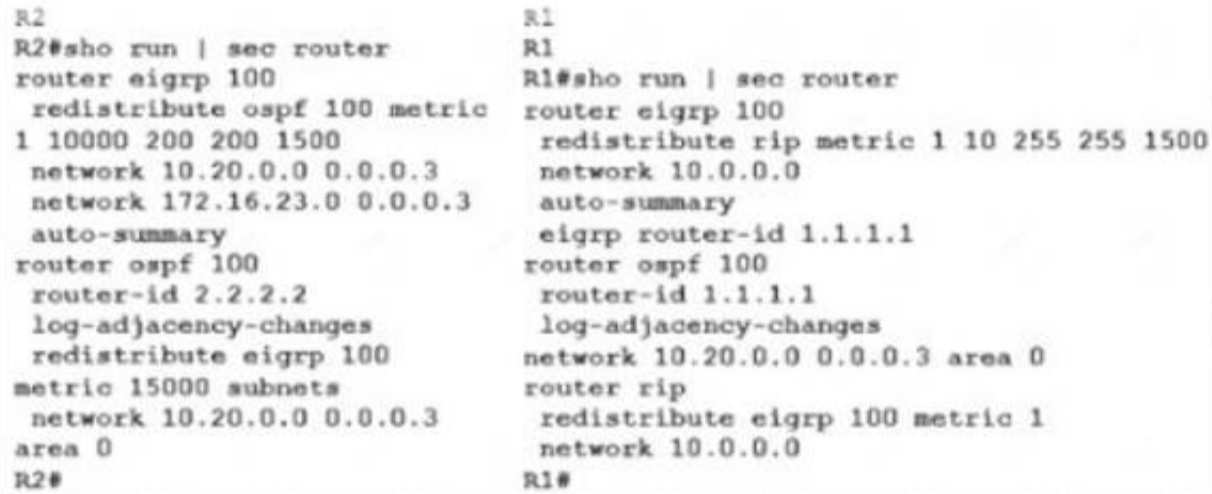 R2
R2#sho run | sec router
router eigrp 100
redistribute ospf 100 metric
1 10000 200 200 1500
network 10.20.0.0 0.0.0.3
network 172.16.23.0 0.0.0.3
auto-summary
router ospf 100
router-id 2.2.2.2
log-adjacency-changes
redistribute eigrp 100
metric 15000 subnets
network 10.20.0.0 0.0.0.3
area 0
R2#
R1
R1
R1#sho run | sec router
router eigrp 100
redistribute rip metric 1 10 255 255 1500
network 10.0.0.0
auto-summary
eigrp router-id 1.1.1.1
router ospf 100
router-id 1.1.1.1
log-adjacency-changes
network 10.20.0.0 0.0.0.3 area 0
router rip
redistribute eigrp 100 metric 1
network 10.0.0.0
R1#